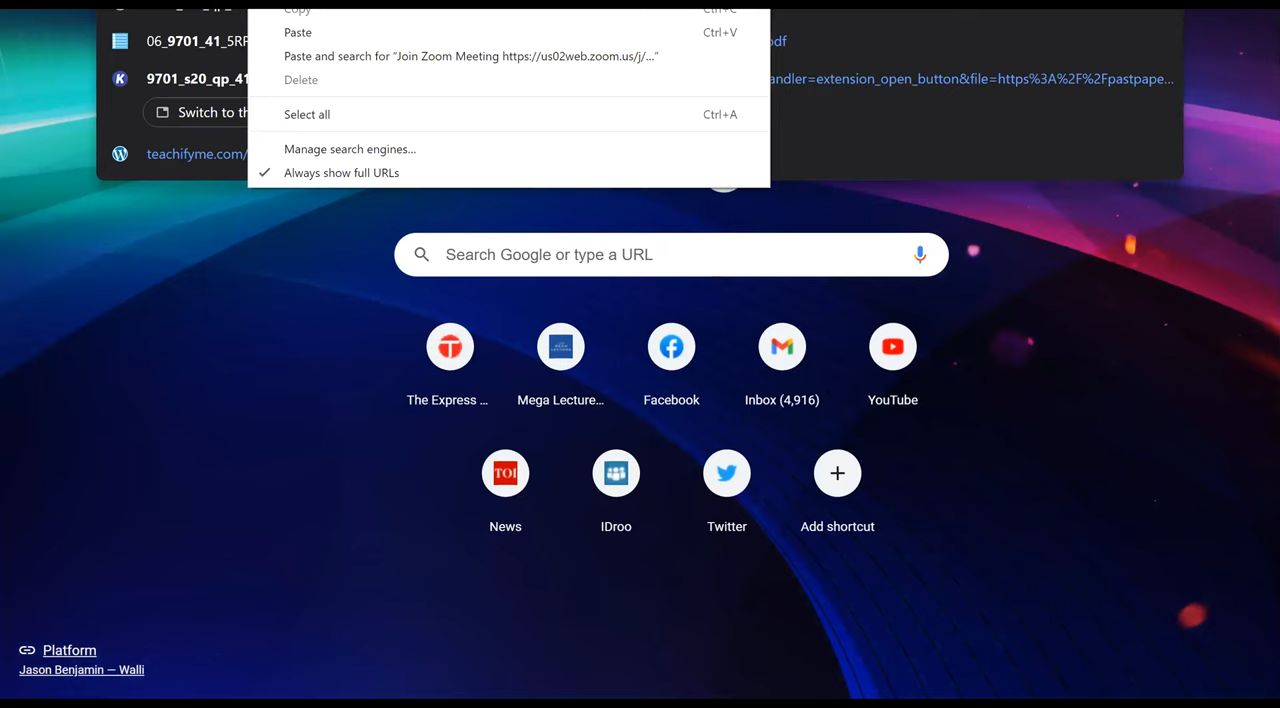 Copy Ctrl+C
06_9701_41_5RP
Paste Ctrl+V
odf
Paste and search for “Join Zoom Meeting https://us02web.zoom.us/j/...”
9701_s20_qp_41
andler=extension_open_button&file=https%3A%2F%2Fpastpape...
Delete
Switch to th
Select all Ctrl+A
teachifyme.com/
Manage search engines...
Always show full URLs
Search Google or type a URL
The Express ...
Mega Lecture...
Facebook
Inbox (4,916)
YouTube
TOI
News
IDroo
Twitter
Add shortcut
Platform
Jason Benjamin — Walli